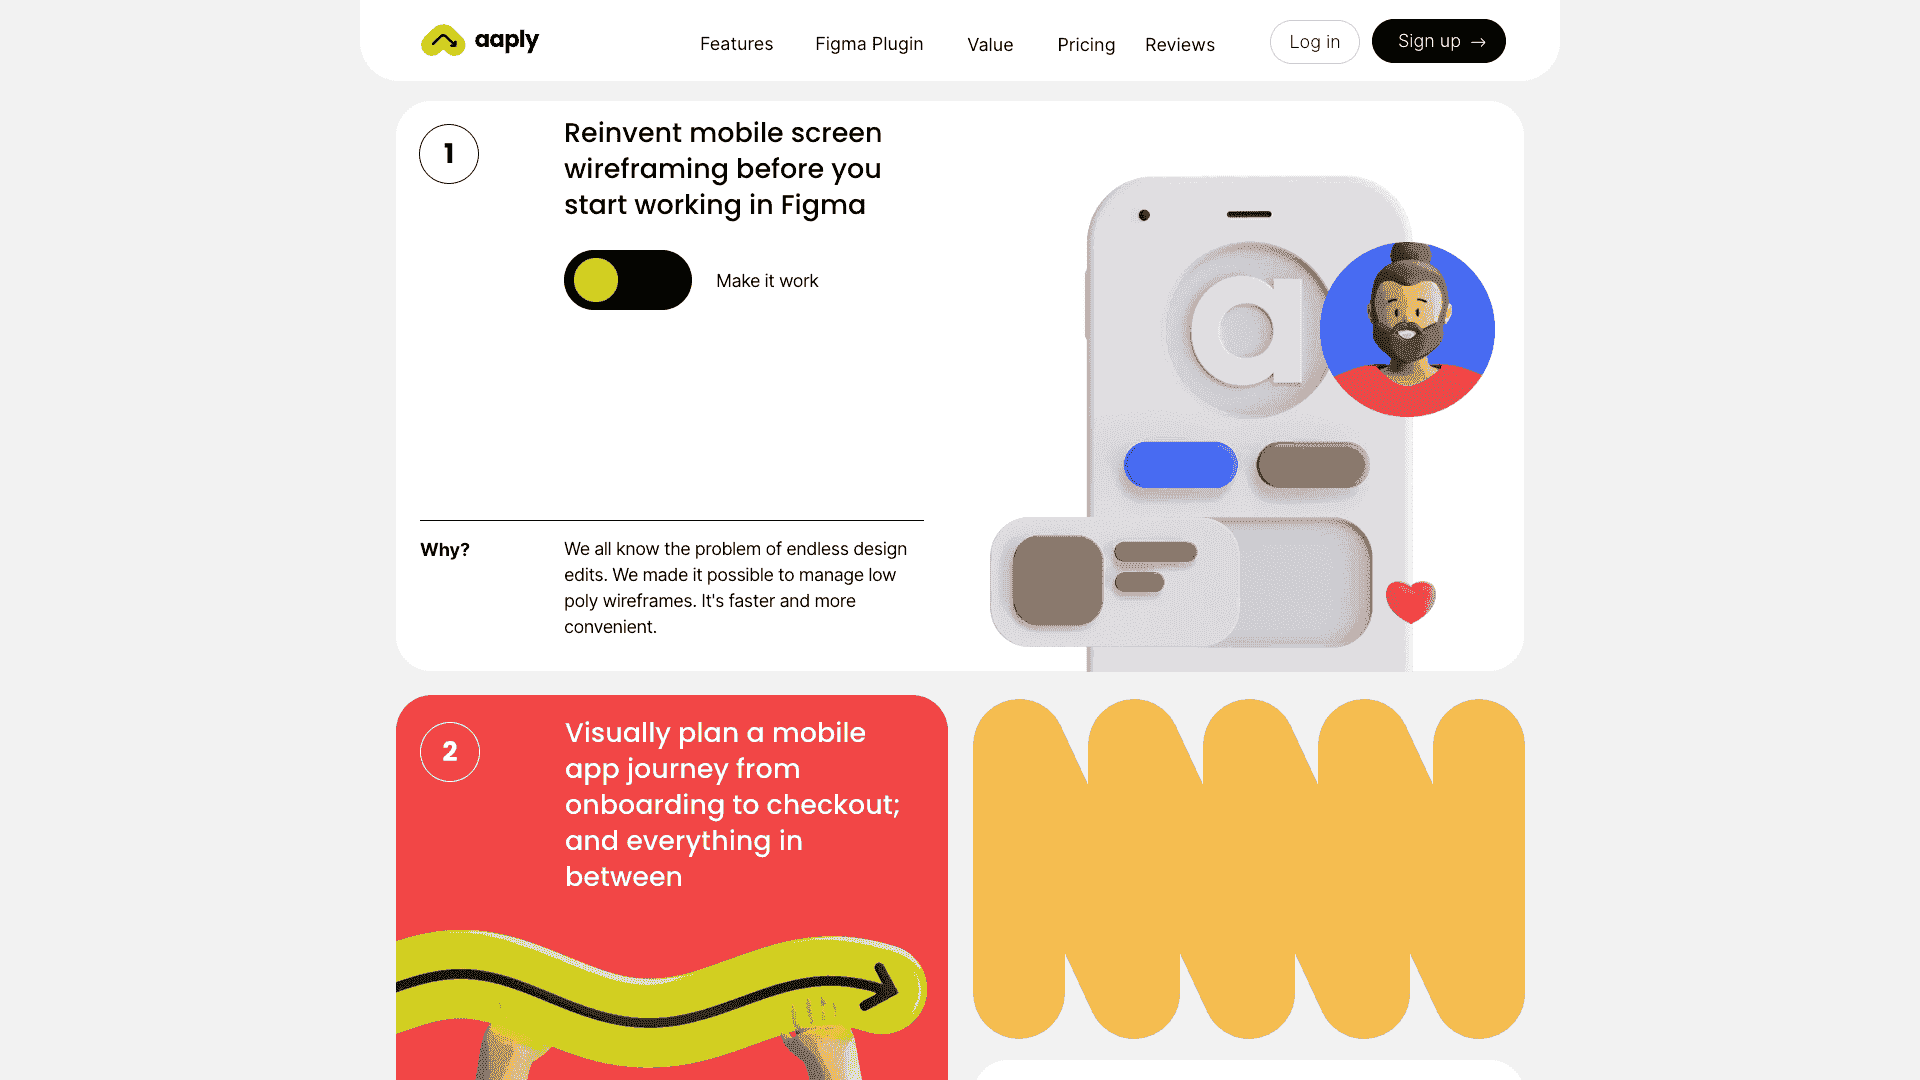 aaply
Features Figma Plugin Value Pricing Reviews Log in Sign up →
1
Reinvent mobile screen
wireframing before you
start working in Figma
Make it work
a
Why?
We all know the problem of endless design
edits. We made it possible to manage low
poly wireframes. It's faster and more
convenient.
2
Visually plan a mobile
app journey from
onboarding to checkout;
and everything in
between